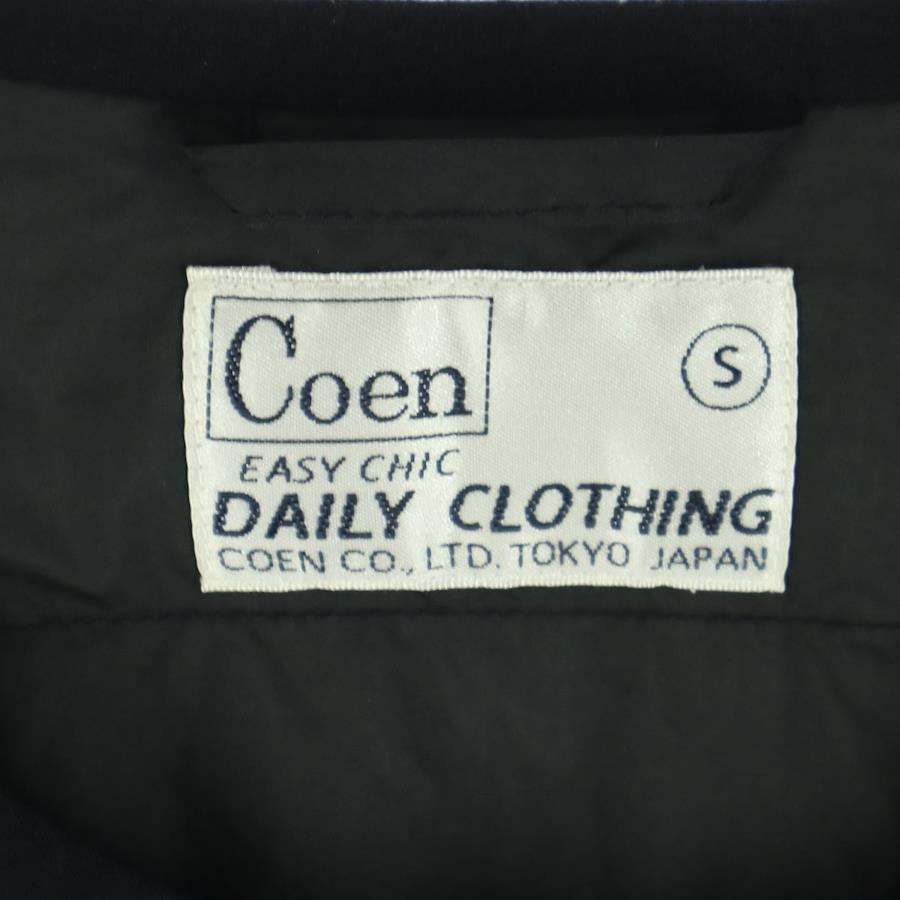 Coen
S
EASY CHIC
DAILY CLOTHING
COEN CO., LTD. TOKYO JAPAN